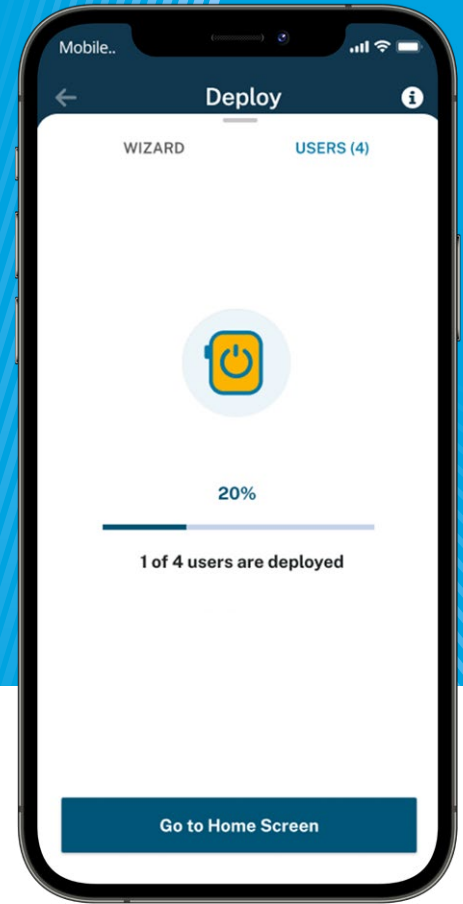 Mobile..
Deploy
WIZARD
USERS (4)
20%
1 of 4 users are deployed
Go to Home Screen